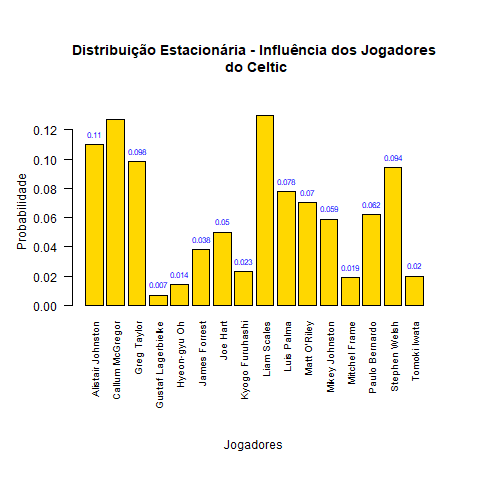 Distribuição Estacionária - Influência dos Jogadores
do Celtic
Probabilidade
0.12
0.10
0.08
0.06
0.04
0.02
0.00
0.11
0.098
0.007
0.014
0.038
0.05
0.023
0.078
0.07
0.059
0.019
0.062
0.094
0.02
Alistair Johnston
Callum McGregor
Greg Taylor
Gustaf Lagerbielke
Hyeon-gyu Oh
James Forrest
Joe Hart
Kyogo Furuhashi
Liam Scales
Luis Palma
Matt O'Riley
Mikey Johnston
Mitchel Frame
Paulo Bernardo
Stephen Welsh
Tomoki Iwata
Jogadores